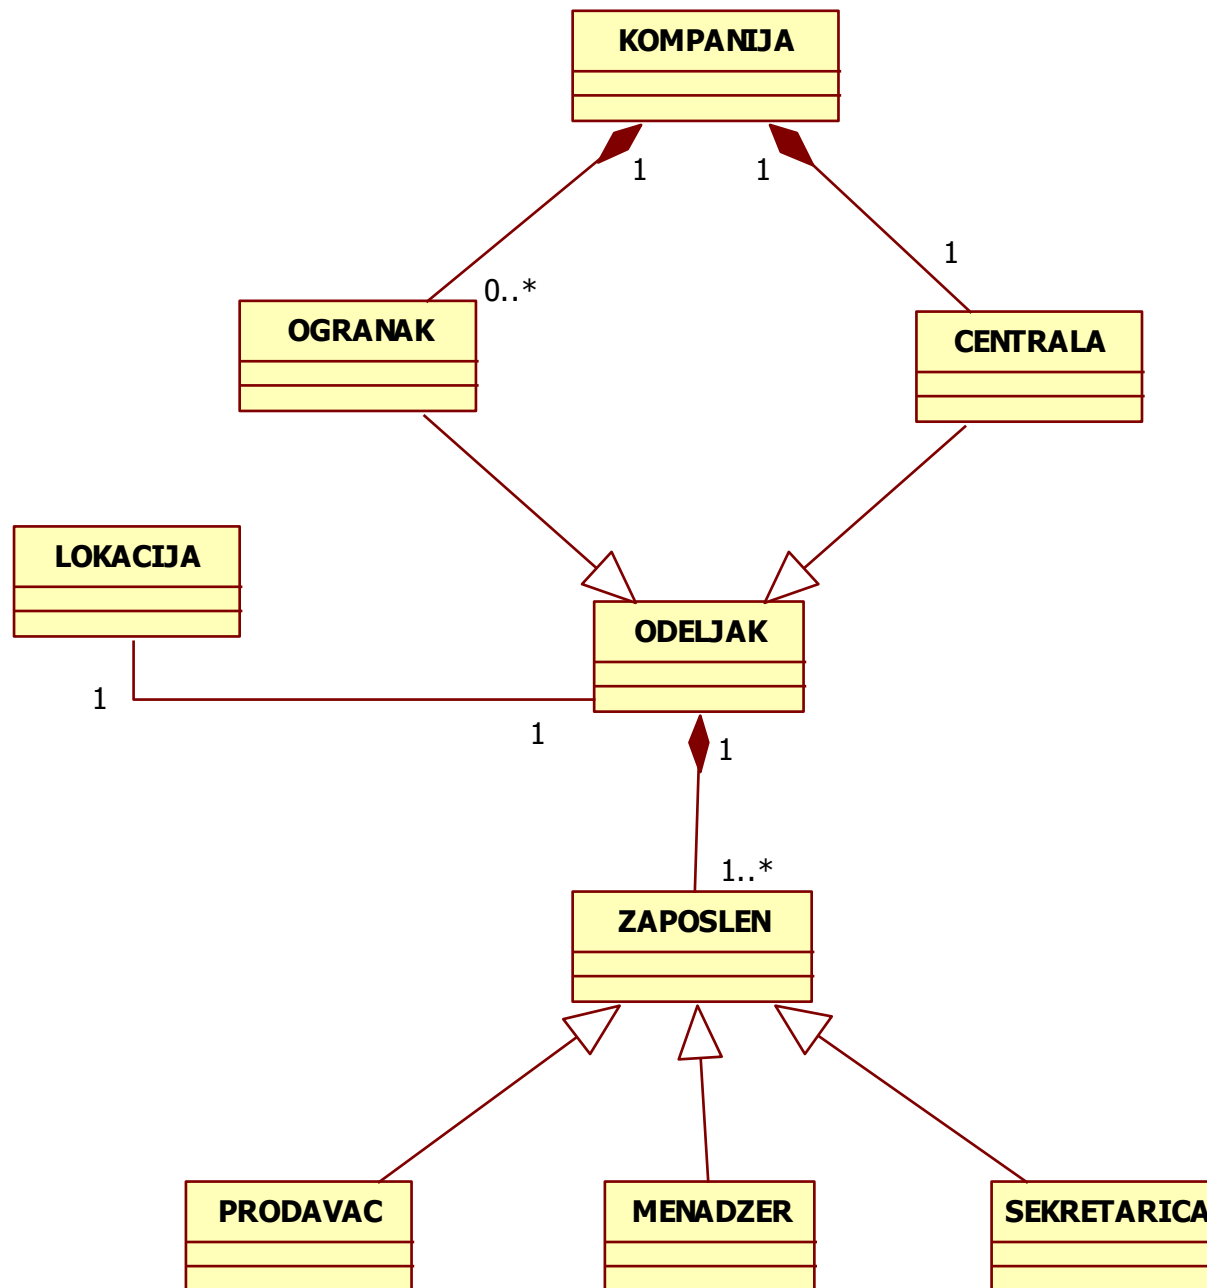 KOMPANIJA
1
1
1
0..*
OGRANAK
CENTRALA
LOKACIJA
ODELJAK
1
1
1
1..*
ZAPOSLEN
PRODAVAC
MENADZER
SEKRETARICA